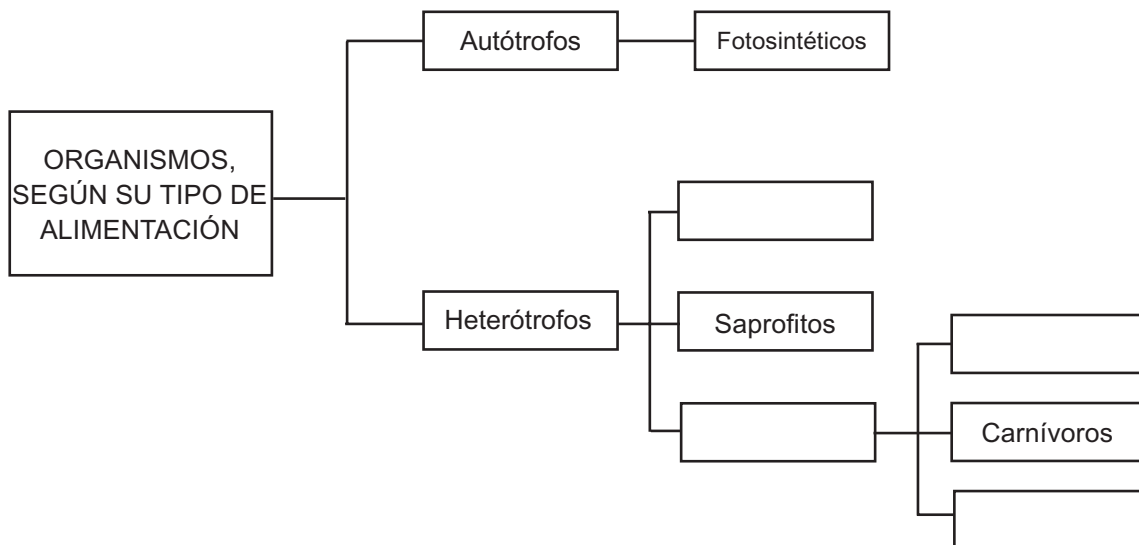 Autótrofos
Fotosintéticos
ORGANISMOS,
SEGÚN SU TIPO DE
ALIMENTACIÓN
Heterótrofos
Saprofitos
Carnívoros